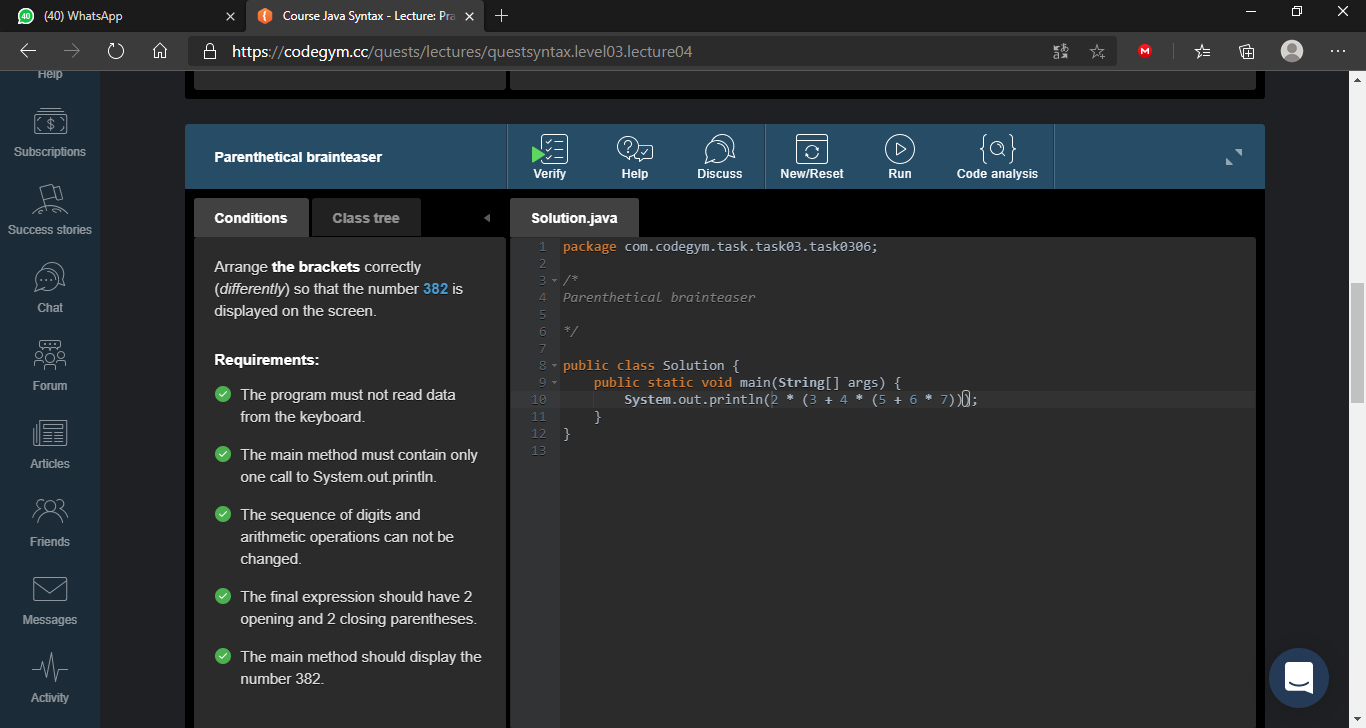 (40) WhatsApp
Course Java Syntax - Lecture: Pra
https://codegym.cc/quests/lectures/questsyntax.level03.lecture04
Help
Subscriptions
Success stories
Chat
Forum
Articles
Friends
Messages
Activity
Parenthetical brainteaser
Verify
Help
Discuss
New/Reset
Run
Code analysis
Conditions
Class tree
Arrange the brackets correctly
(differently) so that the number 382 is
displayed on the screen.
Requirements:
The program must not read data
from the keyboard.
The main method must contain only
one call to System.out.println.
The sequence of digits and
arithmetic operations can not be
changed.
The final expression should have 2
opening and 2 closing parentheses.
The main method should display the
number 382.
Solution.java
1 package com.codegym.task.task03.task0306;
2
3 /*
4 Parenthetical brainteaser
5
6 */
7
8 public class Solution {
9 public static void main(String[] args) {
10 System.out.println(2 * (3 + 4 * (5 + 6 * 7)));
11 }
12 }
13